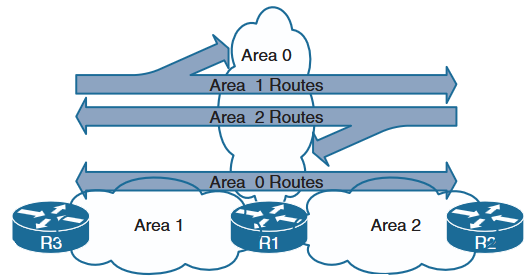 Area 0
Area 1 Routes
Area 2 Routes
Area 0 Routes
Area 1
Area 2
R3
R1
R2